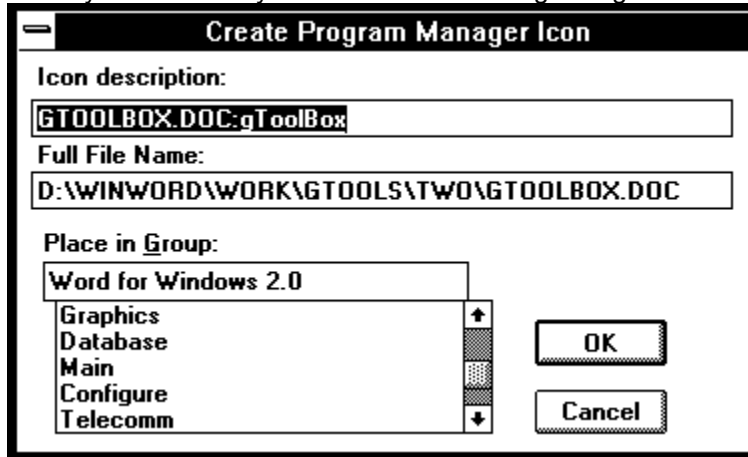 Create Program Manager Icon
Icon description:
GTOOLBOX.DOC:gToolBox
Full File Name:
D:\WINWORD\WORK\GTOOLS\TWO\GTOOLBOX.DOC
Place in Group:
Word for Windows 2.0
Graphics
Database
Main
Configure
Telecomm
OK
Cancel